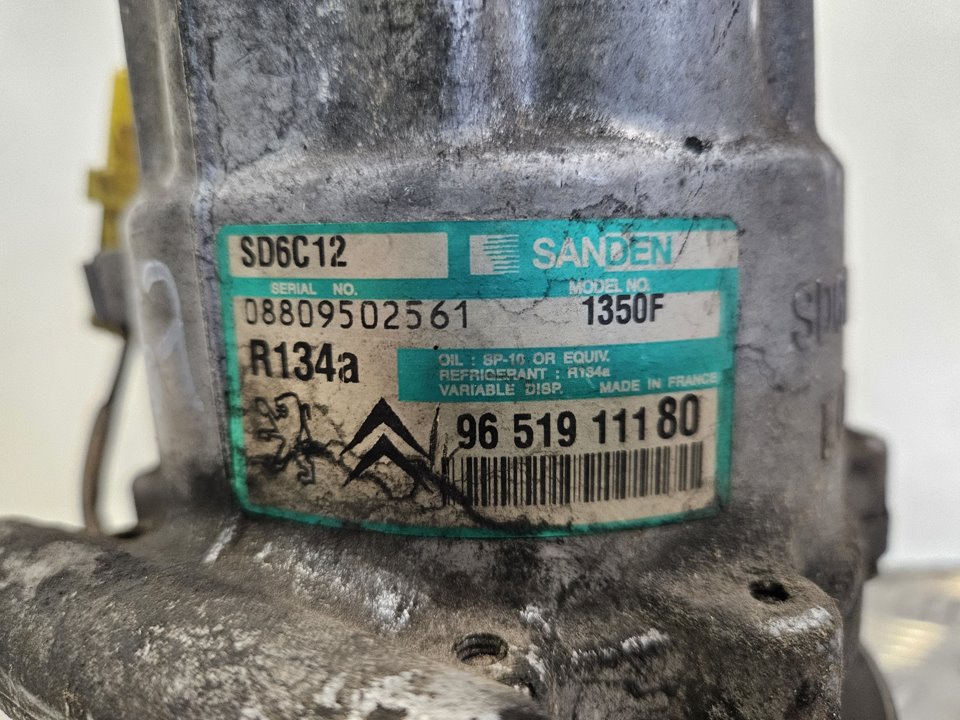 SD6C12
SANDEN
SERIAL NO.
MODEL NO.
08809502561
1350F
R134a
OIL : SP-10 OR EQUIV.
REFRIGERANT : R134a
VARIABLE DISP. MADE IN FRANCE
96 519 111 80